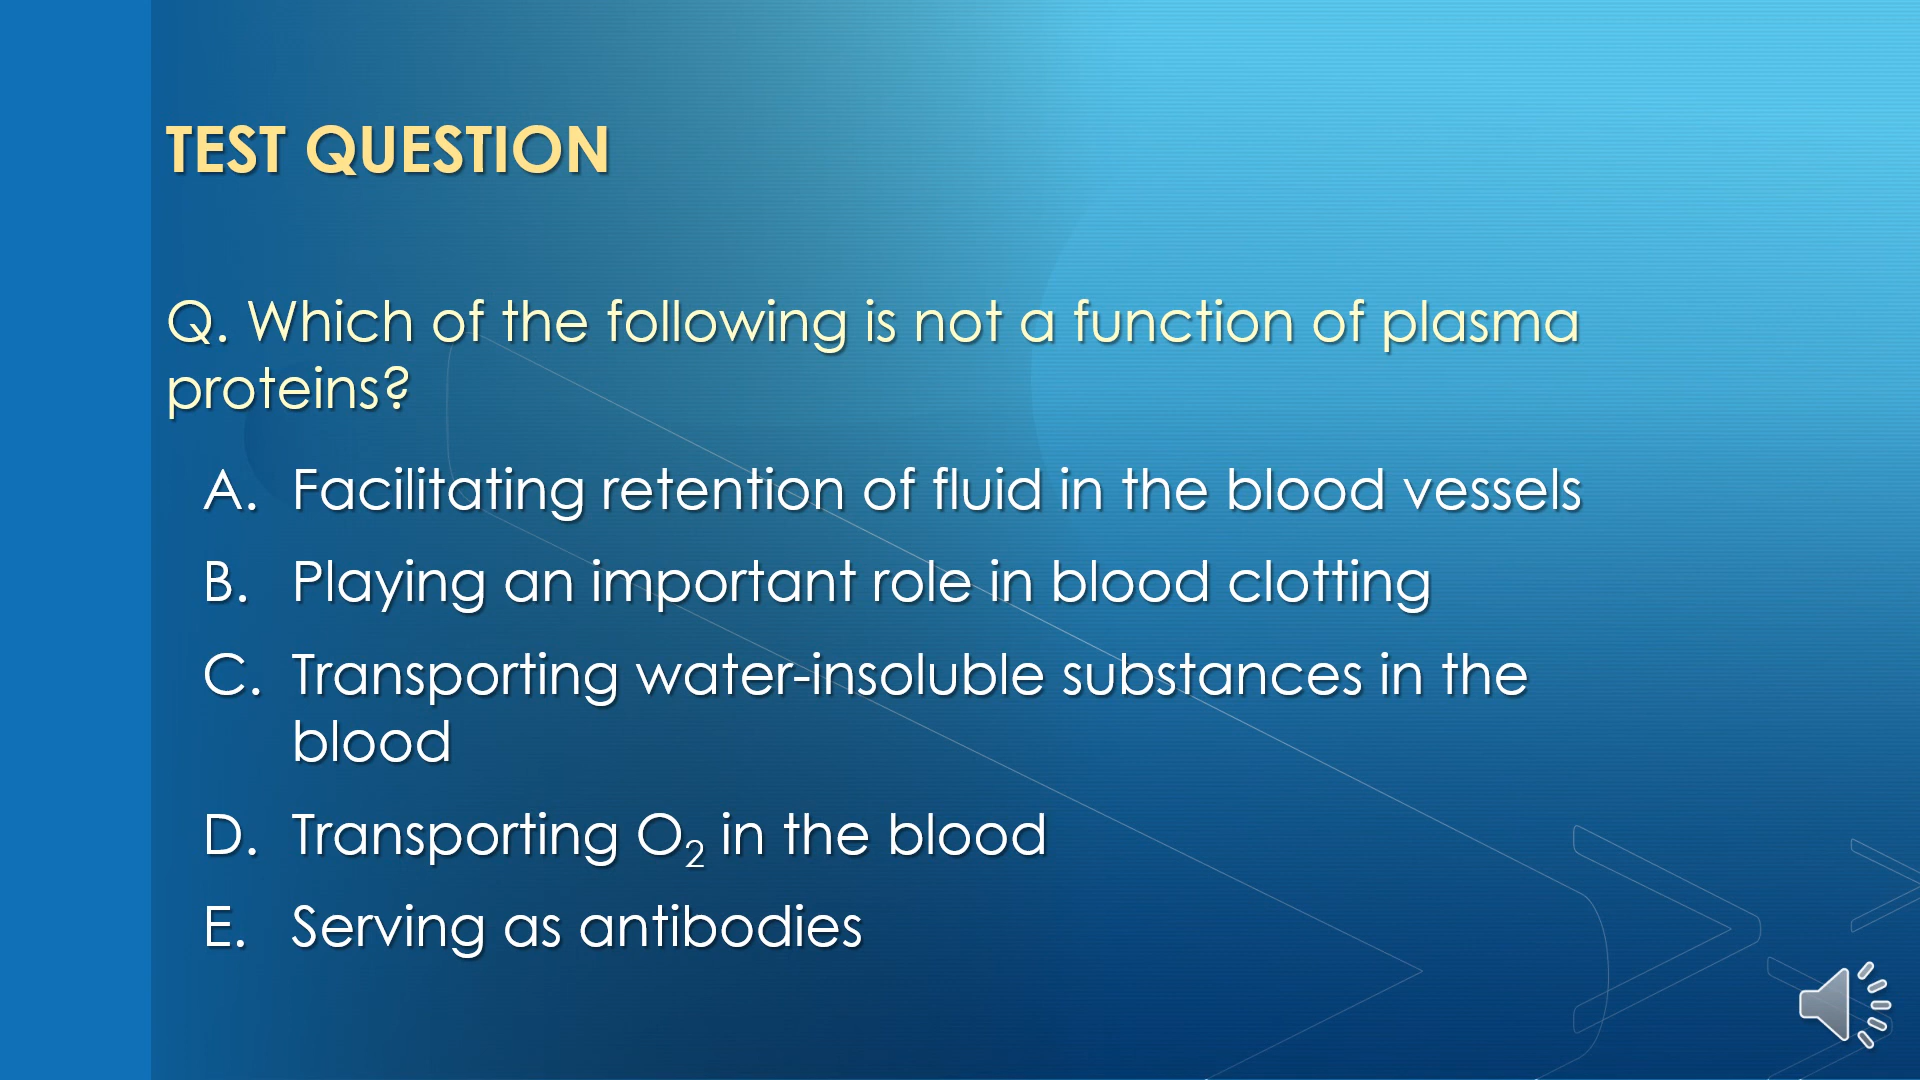 TEST QUESTION
Q. Which of the following is not a function of plasma
proteins?
A. Facilitating retention of fluid in the blood vessels
B. Playing an important role in blood clotting
C. Transporting water-insoluble substances in the
blood
D. Transporting O₂ in the blood
E. Serving as antibodies